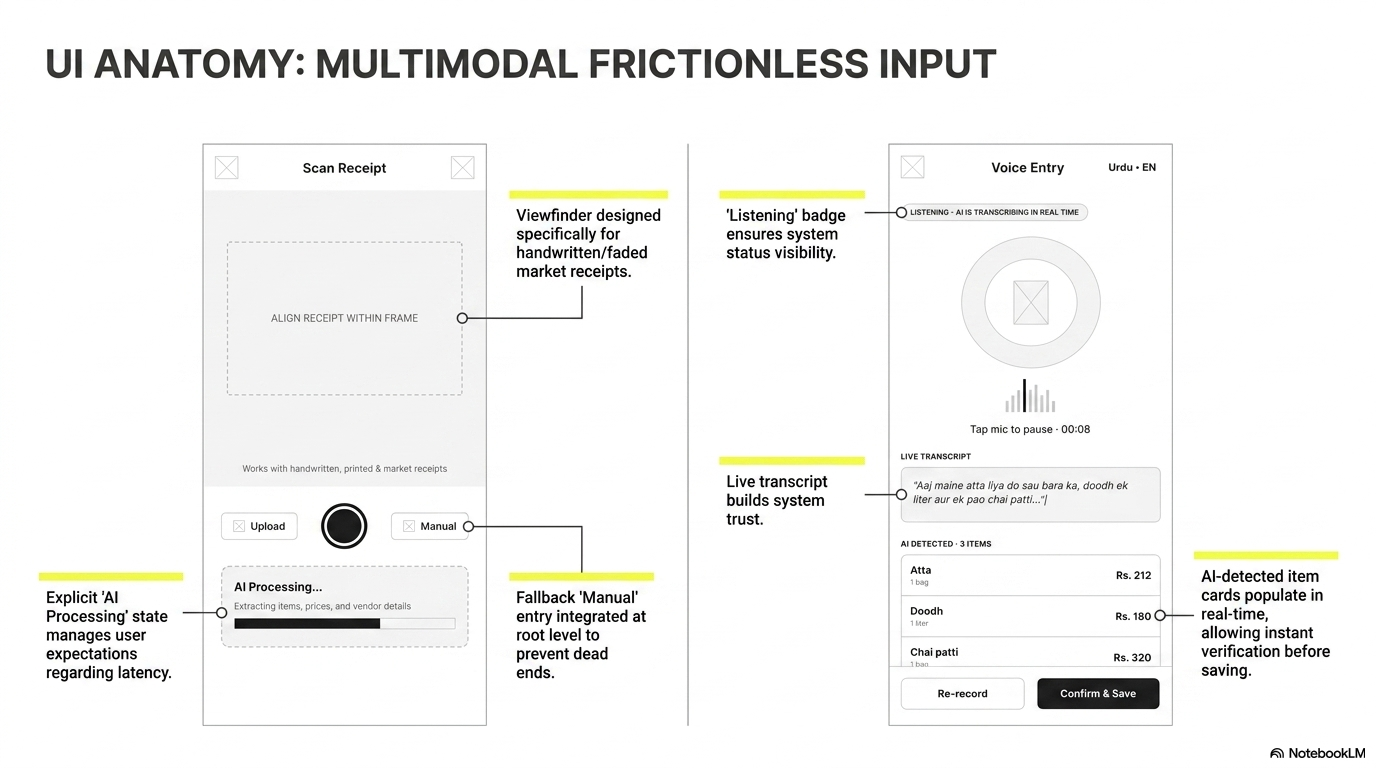 UI ANATOMY: MULTIMODAL FRICTIONLESS INPUT
Scan Receipt
ALIGN RECEIPT WITHIN FRAME
Works with handwritten, printed & market receipts
Upload
Manual
AI Processing...
Extracting items, prices, and vendor details
Viewfinder designed
specifically for
handwritten/faded
market receipts.
Explicit 'AI
Processing' state
manages user
expectations
regarding latency.
Fallback 'Manual'
entry integrated at
root level to
prevent dead
ends.
'Listening' badge
ensures system
status visibility.
Live transcript
builds system
trust.
Voice Entry
Urdu • EN
LISTENING - AI IS TRANSCRIBING IN REAL TIME
Tap mic to pause · 00:08
LIVE TRANSCRIPT
"Aaj maine atta liya do sau bara ka, doodh ek
liter aur ek pao chai patti..."|
AI DETECTED · 3 ITEMS
Atta
Rs. 212
1 bag
Doodh
Rs. 180
1 liter
Chai patti
Rs. 320
1 bag
Re-record
Confirm & Save
AI-detected item
cards populate in
real-time,
allowing instant
verification before
saving.
NotebookLM